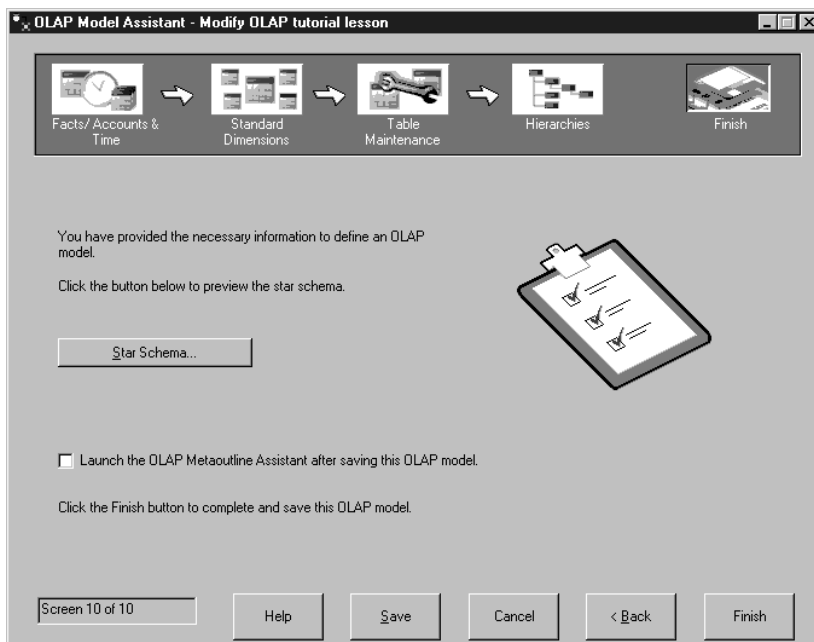 OLAP Model Assistant - Modify OLAP tutorial lesson
Facts/ Accounts &
Time
Standard
Dimensions
Table
Maintenance
Hierarchies
Finish
You have provided the necessary information to define an OLAP
model.
Click the button below to preview the star schema.
Star Schema...
Launch the OLAP Metaoutline Assistant after saving this OLAP model.
Click the Finish button to complete and save this OLAP model.
Screen 10 of 10
Help
Save
Cancel
< Back
Finish